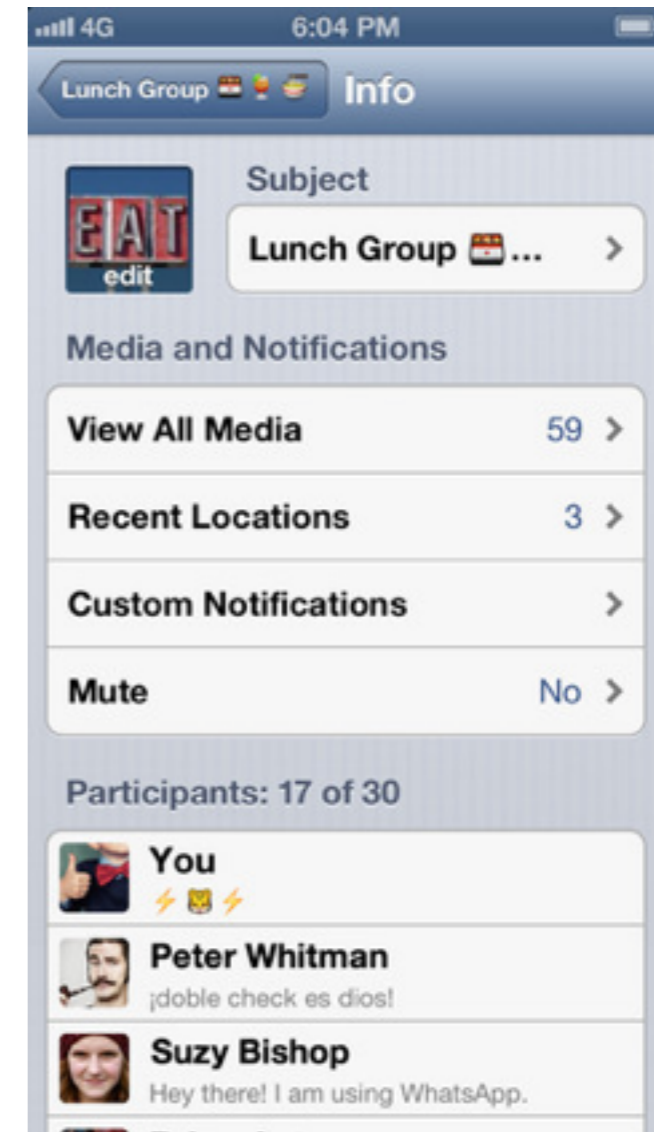 4G 6:04 PM
Lunch Group 🍱 🍹 🍜 Info
Subject
EAT
edit
Lunch Group 🍱...
Media and Notifications
View All Media 59
Recent Locations 3
Custom Notifications
Mute No
Participants: 17 of 30
You
⚡ 🐯 ⚡
Peter Whitman
¡doble check es dios!
Suzy Bishop
Hey there! I am using WhatsApp.